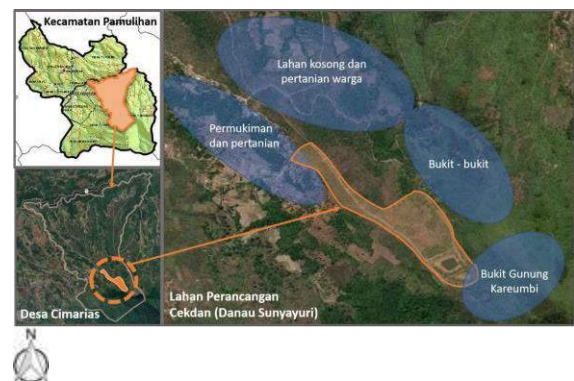 Kecamatan Pamulihan
Lahan kosong dan
pertanian warga
Permukiman
dan pertanian
Bukit - bukit
Bukit Gunung
Kareumbi
Lahan Perancangan
Cekdan (Danau Sunyayuri)
Desa Cimarias
N